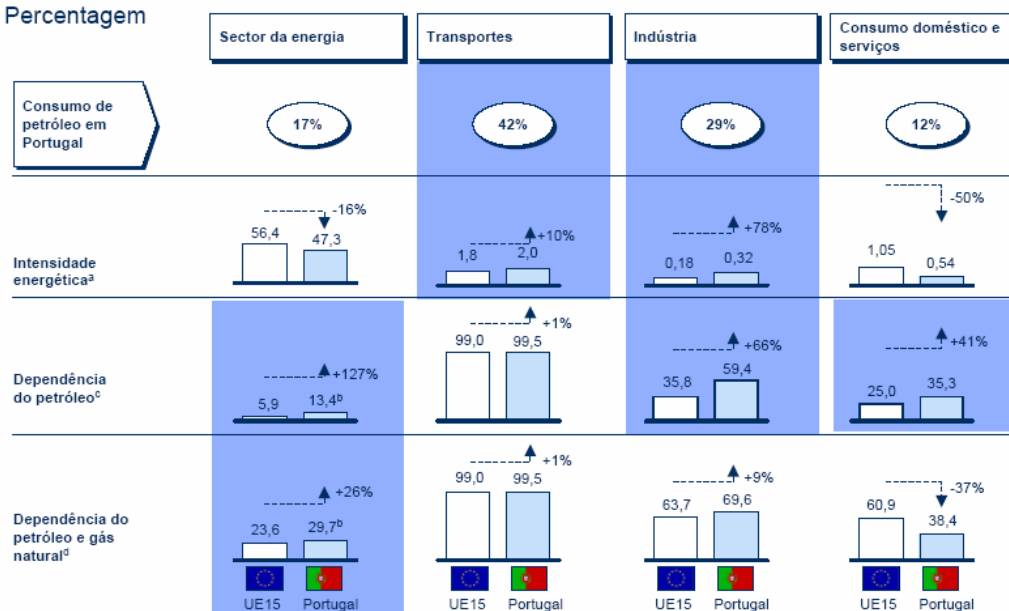 Percentagem
Sector da energia
Transportes
Indústria
Consumo doméstico e
serviços
Consumo de
petróleo em
Portugal
17%
42%
29%
12%
Intensidade
energéticaª
-16%
56,4
47,3
+10%
1,8
2,0
+78%
0,18
0,32
-50%
1,05
0,54
Dependência
do petróleoᶜ
+127%
5,9
13,4ᵇ
+1%
99,0
99,5
+66%
35,8
59,4
+41%
25,0
35,3
Dependência do
petróleo e gás
naturalᵈ
+26%
23,6
29,7ᵇ
+1%
99,0
99,5
+9%
63,7
69,6
-37%
60,9
38,4
UE15 Portugal
UE15 Portugal
UE15 Portugal
UE15 Portugal